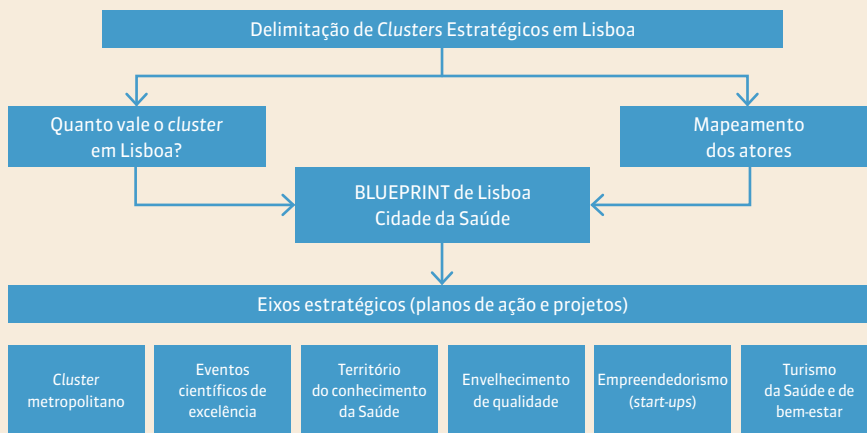 Delimitação de Clusters Estratégicos em Lisboa
Quanto vale o cluster
em Lisboa?
Mapeamento
dos atores
BLUEPRINT de Lisboa
Cidade da Saúde
Eixos estratégicos (planos de ação e projetos)
Cluster
metropolitano
Eventos
científicos de
excelência
Território
do conhecimento
da Saúde
Envelhecimento
de qualidade
Empreendedorismo
(start-ups)
Turismo
da Saúde e de
bem-estar